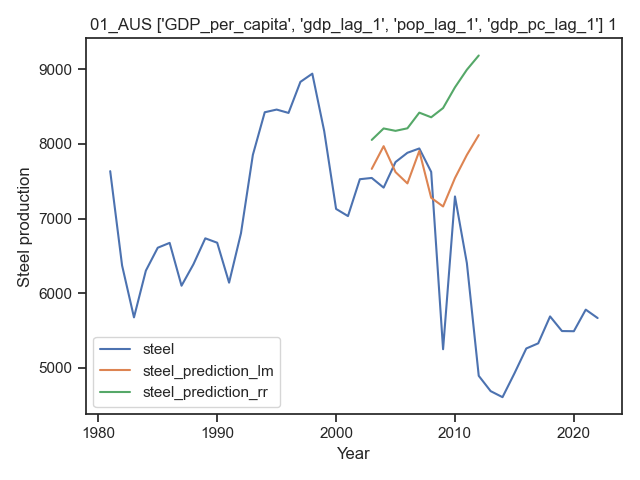 01_AUS ['GDP_per_capita', 'gdp_lag_1', 'pop_lag_1', 'gdp_pc_lag_1'] 1
9000
8000
7000
6000
5000
Steel production
steel
steel_prediction_lm
steel_prediction_rr
1980
1990
2000
2010
2020
Year